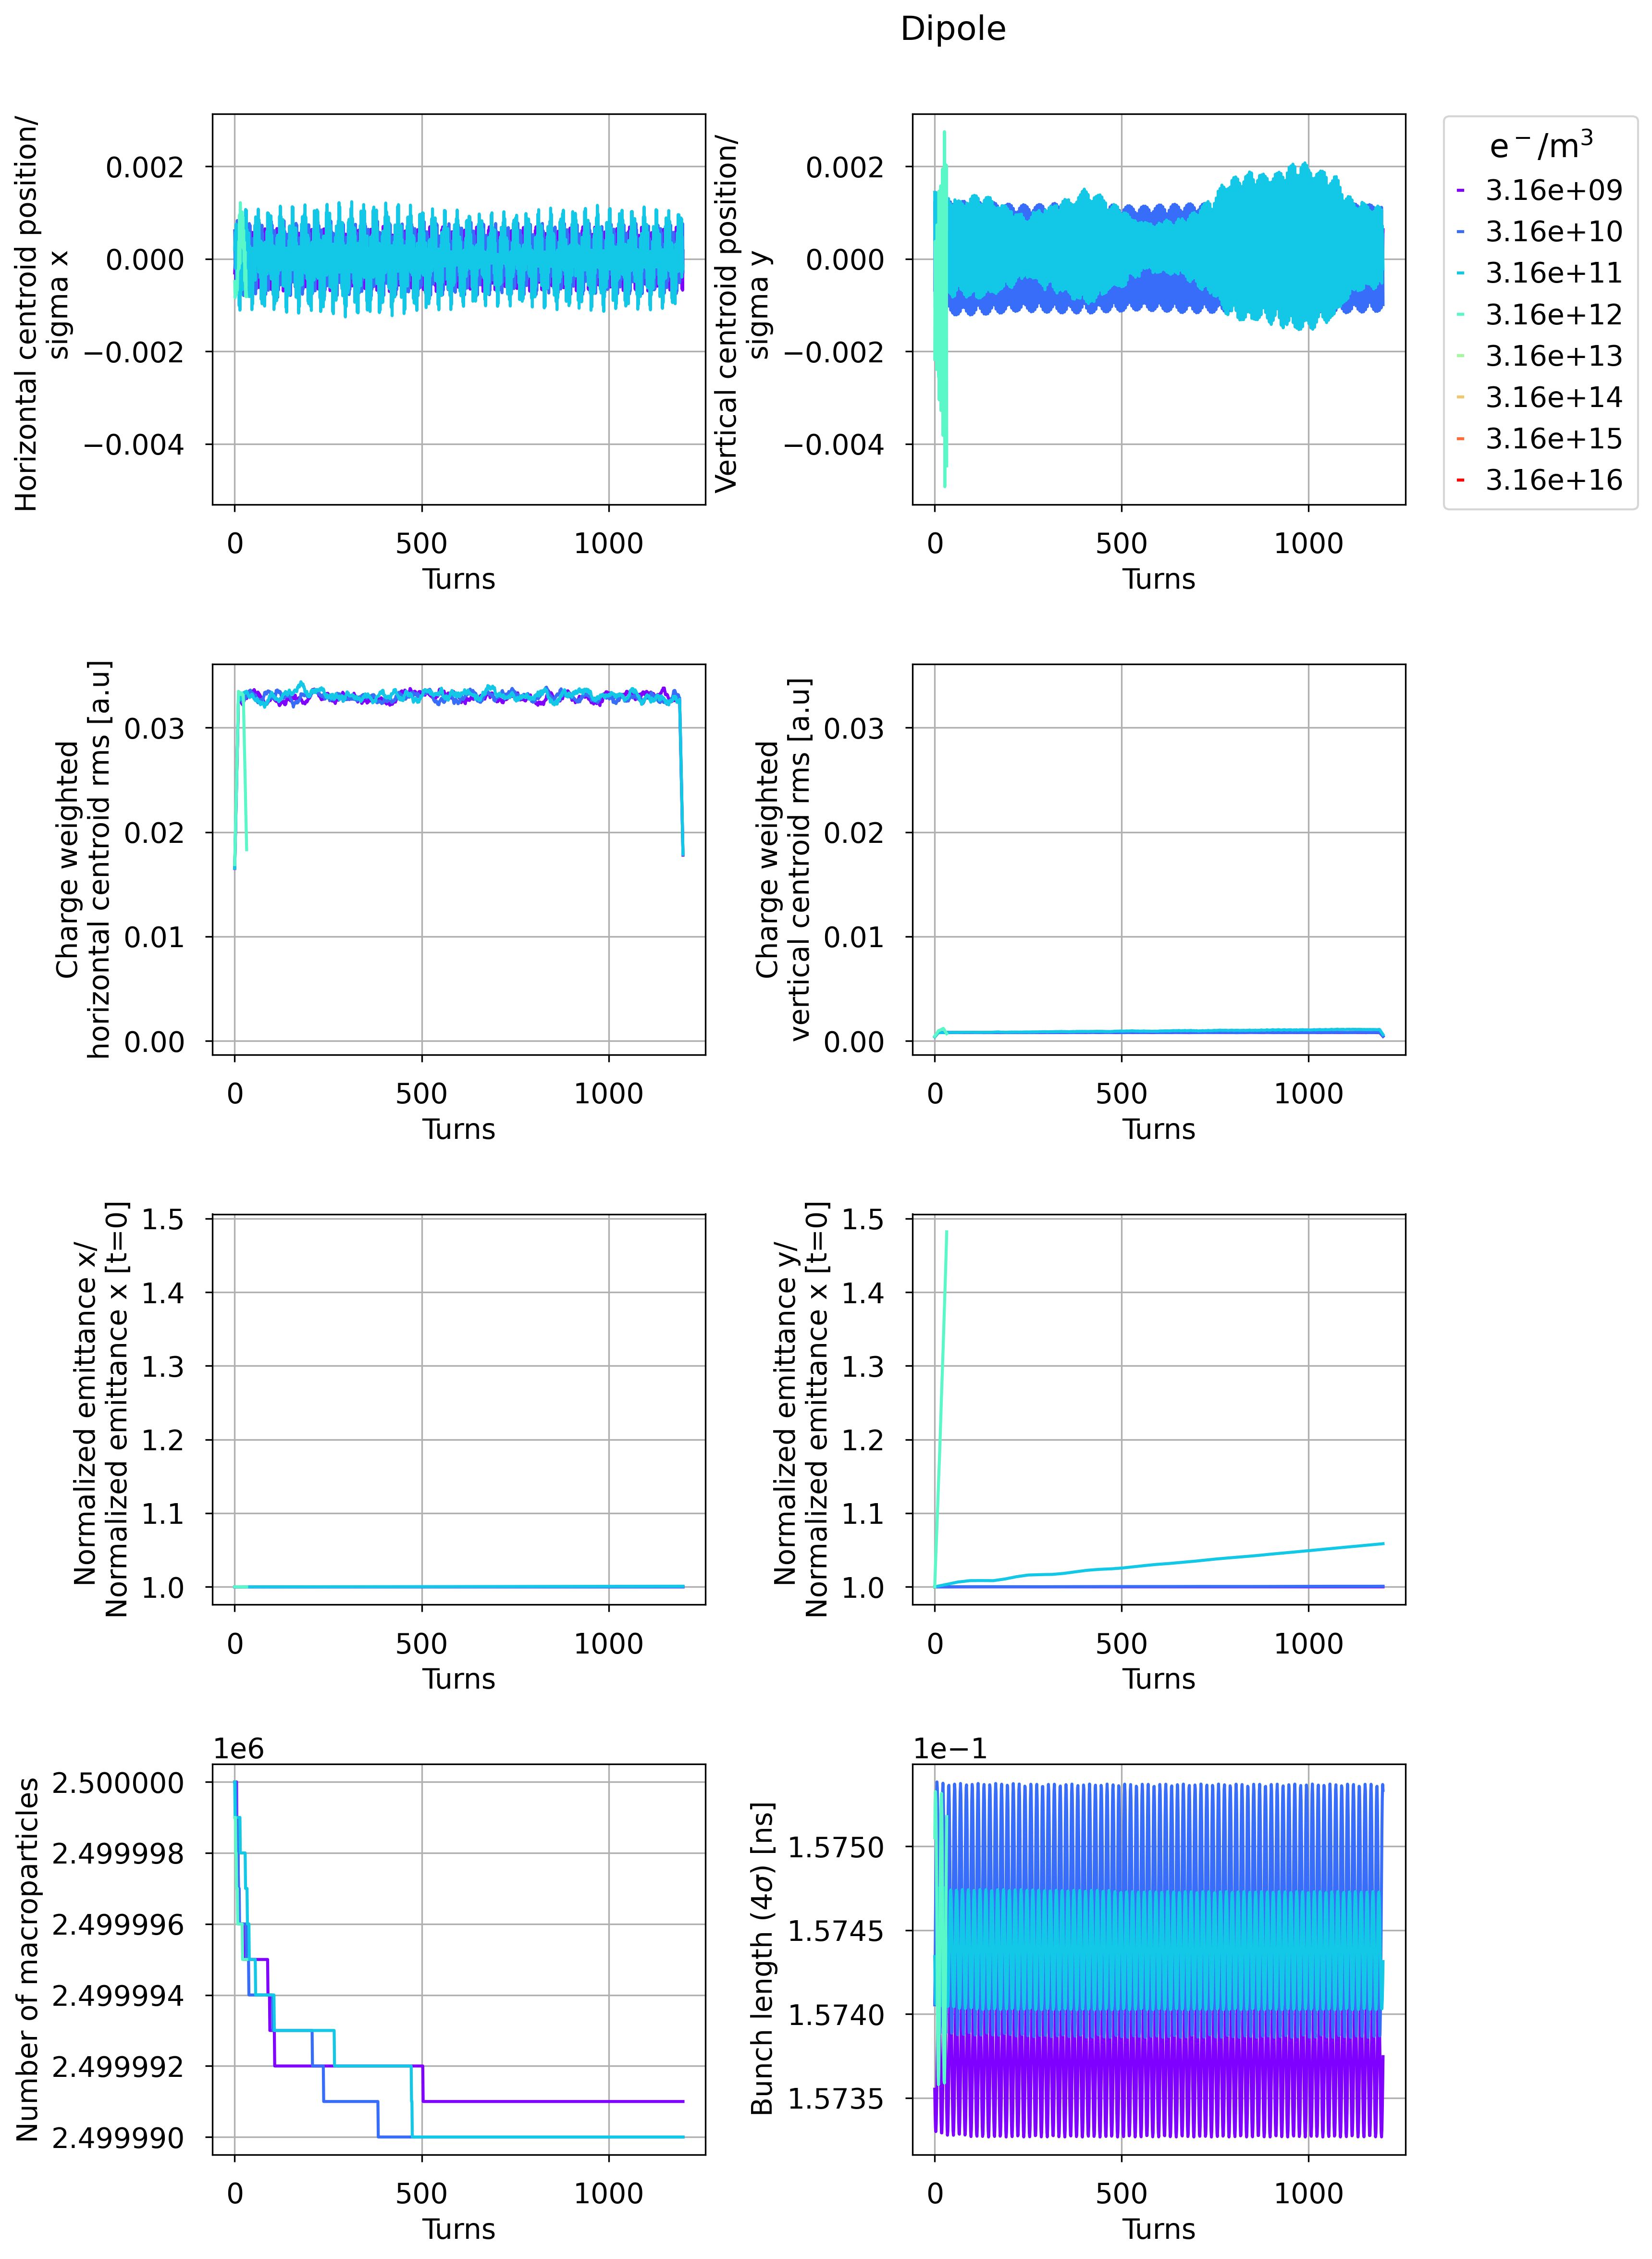 Dipole
Horizontal centroid position/
sigma x
0.002
0.000
−0.002
−0.004
0
500
1000
Turns
Vertical centroid position/
sigma y
0.002
0.000
−0.002
−0.004
0
500
1000
Turns
e⁻/m³
3.16e+09
3.16e+10
3.16e+11
3.16e+12
3.16e+13
3.16e+14
3.16e+15
3.16e+16
Charge weighted
horizontal centroid rms [a.u]
0.03
0.02
0.01
0.00
0
500
1000
Turns
Charge weighted
vertical centroid rms [a.u]
0.03
0.02
0.01
0.00
0
500
1000
Turns
Normalized emittance x/
Normalized emittance x [t=0]
1.5
1.4
1.3
1.2
1.1
1.0
0
500
1000
Turns
Normalized emittance y/
Normalized emittance x [t=0]
1.5
1.4
1.3
1.2
1.1
1.0
0
500
1000
Turns
1e6
Number of macroparticles
2.500000
2.499998
2.499996
2.499994
2.499992
2.499990
0
500
1000
Turns
1e−1
Bunch length (4σ) [ns]
1.5750
1.5745
1.5740
1.5735
0
500
1000
Turns